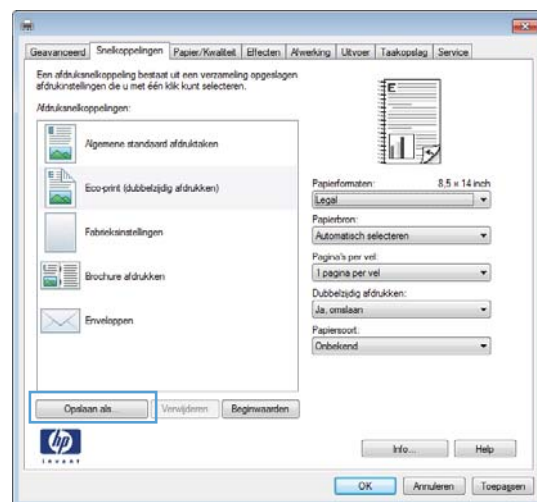 Geavanceerd Snelkoppelingen Papier/Kwaliteit Effecten Afwerking Uitvoer Taakopslag Service
Een afdruksnelkoppeling bestaat uit een verzameling opgeslagen
afdrukinstellingen die u met één klik kunt selecteren.
Afdruksnelkoppelingen:
Algemene standaard afdruktaken
Eco-print (dubbelzijdig afdrukken)
Fabrieksinstellingen
Brochure afdrukken
Enveloppen
Opslaan als... Verwijderen Beginwaarden
E
Papierformaten: 8,5 × 14 inch
Legal
Papierbron:
Automatisch selecteren
Pagina's per vel:
1 pagina per vel
Dubbelzijdig afdrukken:
Ja, omslaan
Papiersoort:
Onbekend
hp
invent
Info... Help
OK Annuleren Toepassen